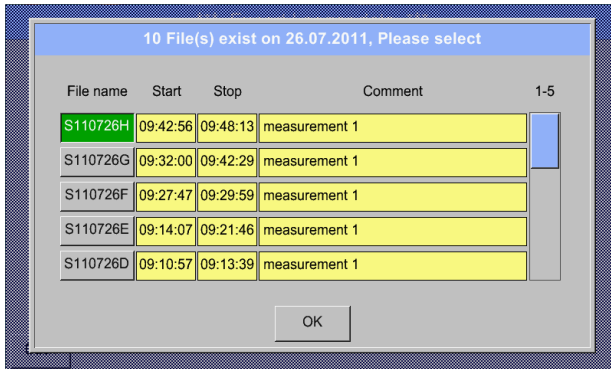 10 File(s) exist on 26.07.2011, Please select
File name Start Stop Comment 1-5
S110726H 09:42:56 09:48:13 measurement 1
S110726G 09:32:00 09:42:29 measurement 1
S110726F 09:27:47 09:29:59 measurement 1
S110726E 09:14:07 09:21:46 measurement 1
S110726D 09:10:57 09:13:39 measurement 1
OK